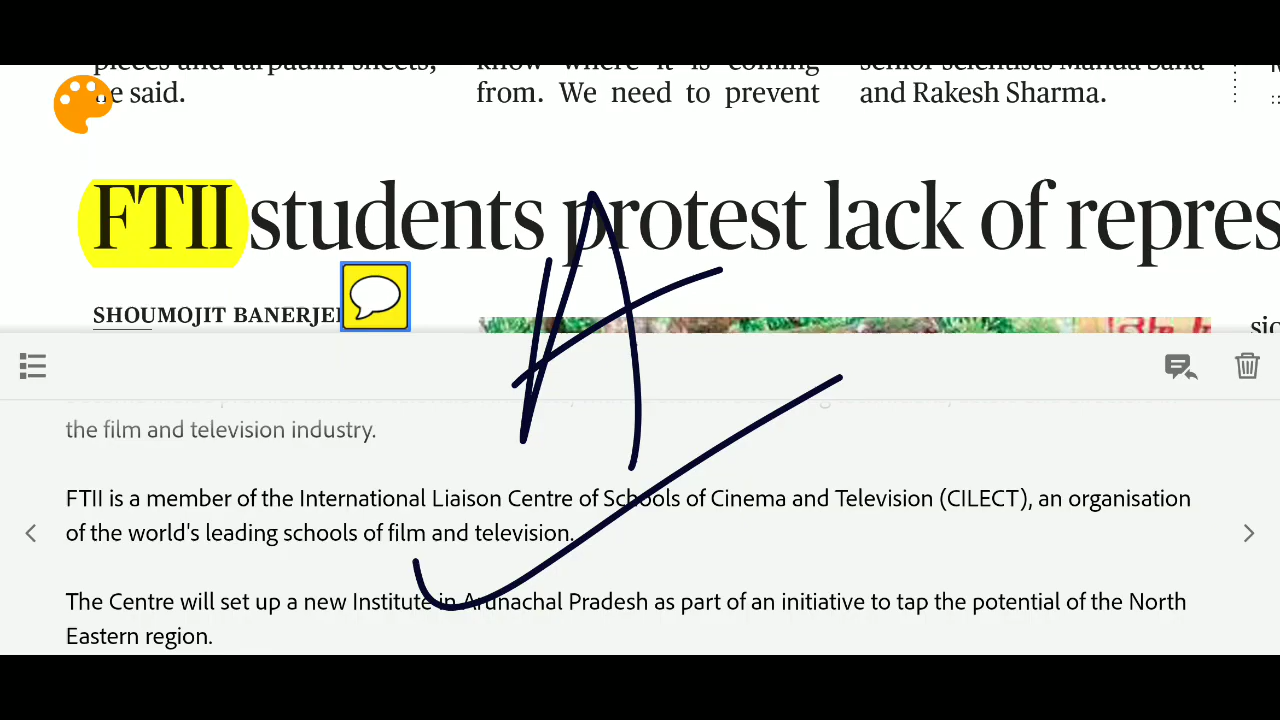 he said.
from. We need to prevent
and Rakesh Sharma.
FTII students protest lack of repres
SHOUMOJIT BANERJEE
sio
A
the film and television industry.
FTII is a member of the International Liaison Centre of Schools of Cinema and Television (CILECT), an organisation
of the world's leading schools of film and television.
The Centre will set up a new Institute in Arunachal Pradesh as part of an initiative to tap the potential of the North
Eastern region.